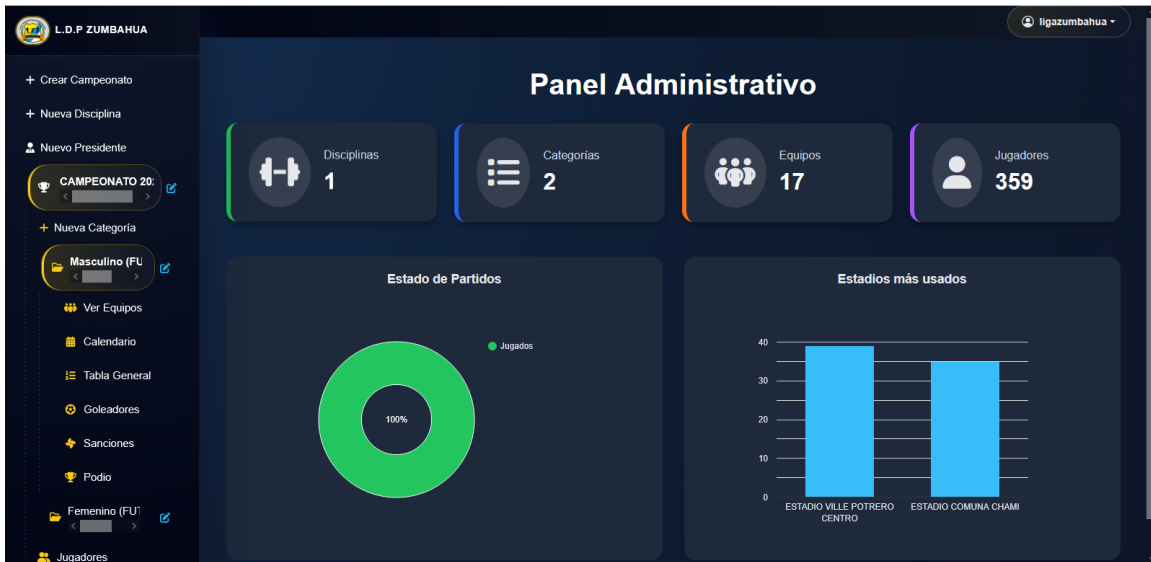 L.D.P ZUMBAHUA
ligazumbahua
Crear Campeonato
Nueva Disciplina
Nuevo Presidente
CAMPEONATO 20
Nueva Categoría
Masculino (FU
Ver Equipos
Calendario
Tabla General
Goleadores
Sanciones
Podio
Femenino (FUT
Jugadores
Panel Administrativo
Disciplinas
1
Categorías
2
Equipos
17
Jugadores
359
Estado de Partidos
Jugados
100%
Estadios más usados
40
30
20
10
0
ESTADIO VILLE POTRERO
CENTRO
ESTADIO COMUNA CHAMI